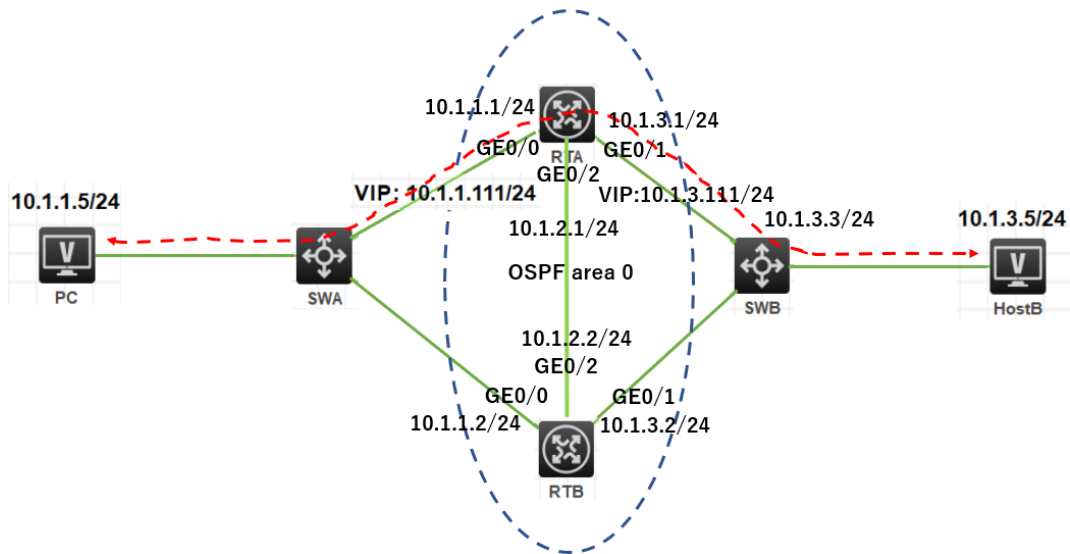 10.1.1.1/24
10.1.3.1/24
GE0/0
RTA
GE0/1
GE0/2
VIP: 10.1.1.111/24
VIP:10.1.3.111/24
10.1.1.5/24
10.1.2.1/24
10.1.3.3/24
10.1.3.5/24
V
PC
SWA
OSPF area 0
SWB
V
HostB
10.1.2.2/24
GE0/2
GE0/0
GE0/1
10.1.1.2/24
10.1.3.2/24
RTB